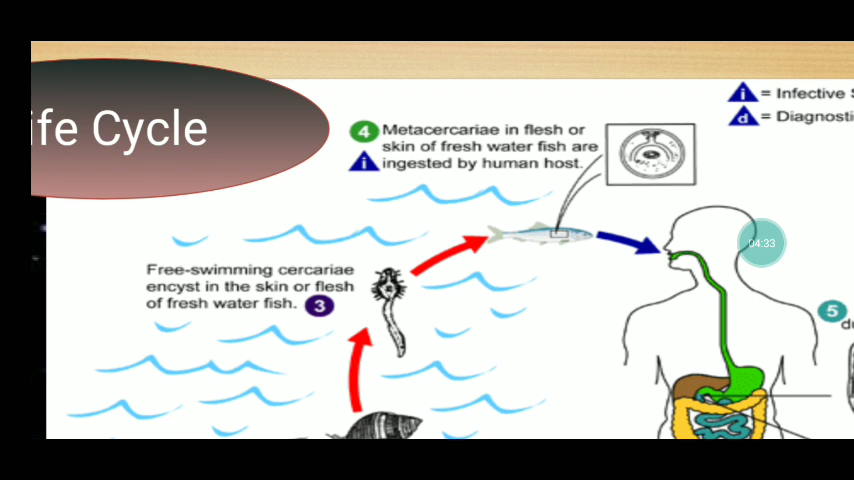 ife Cycle
i = Infective S
d = Diagnosti
4 Metacercariae in flesh or
skin of fresh water fish are
i ingested by human host.
04:33
Free-swimming cercariae
encyst in the skin or flesh
of fresh water fish. 3
5
du